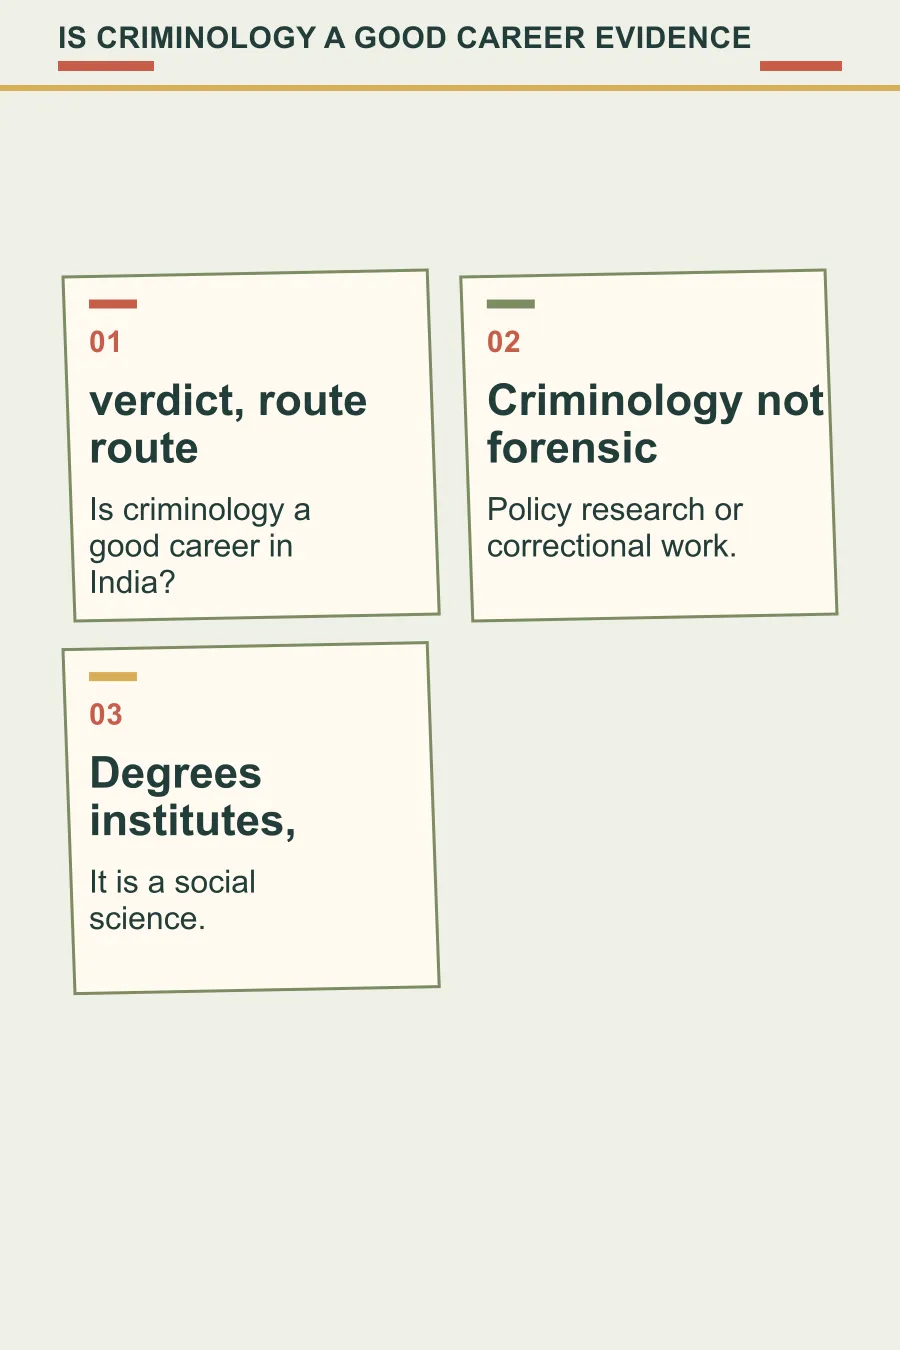 IS CRIMINOLOGY A GOOD CAREER EVIDENCE
01
verdict, route
route
Is criminology a
good career in
India?
02
Criminology not
forensic
Policy research or
correctional work.
03
Degrees
institutes,
It is a social
science.